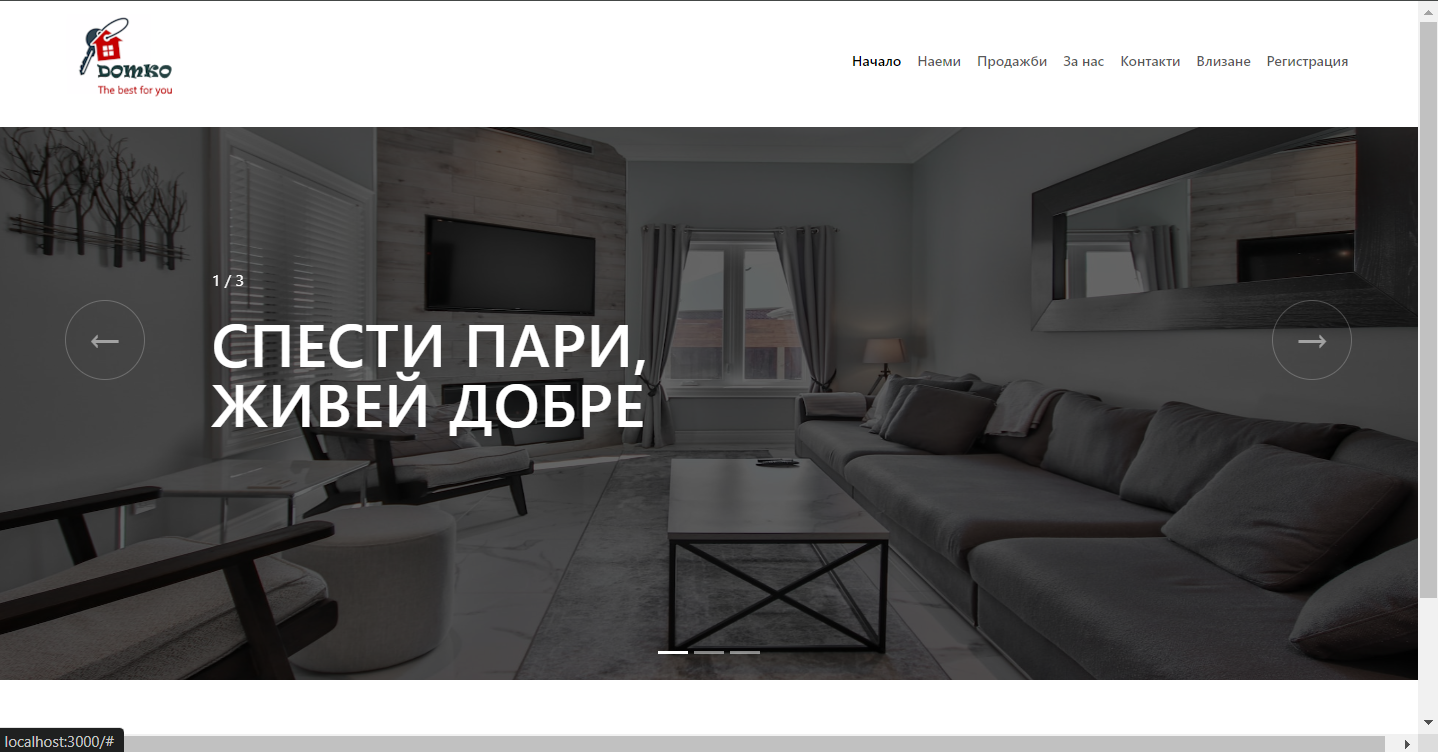 Domko
The best for you
Начало Наеми Продажби За нас Контакти Влизане Регистрация
1 / 3
СПЕСТИ ПАРИ,
ЖИВЕЙ ДОБРЕ
localhost:3000/#